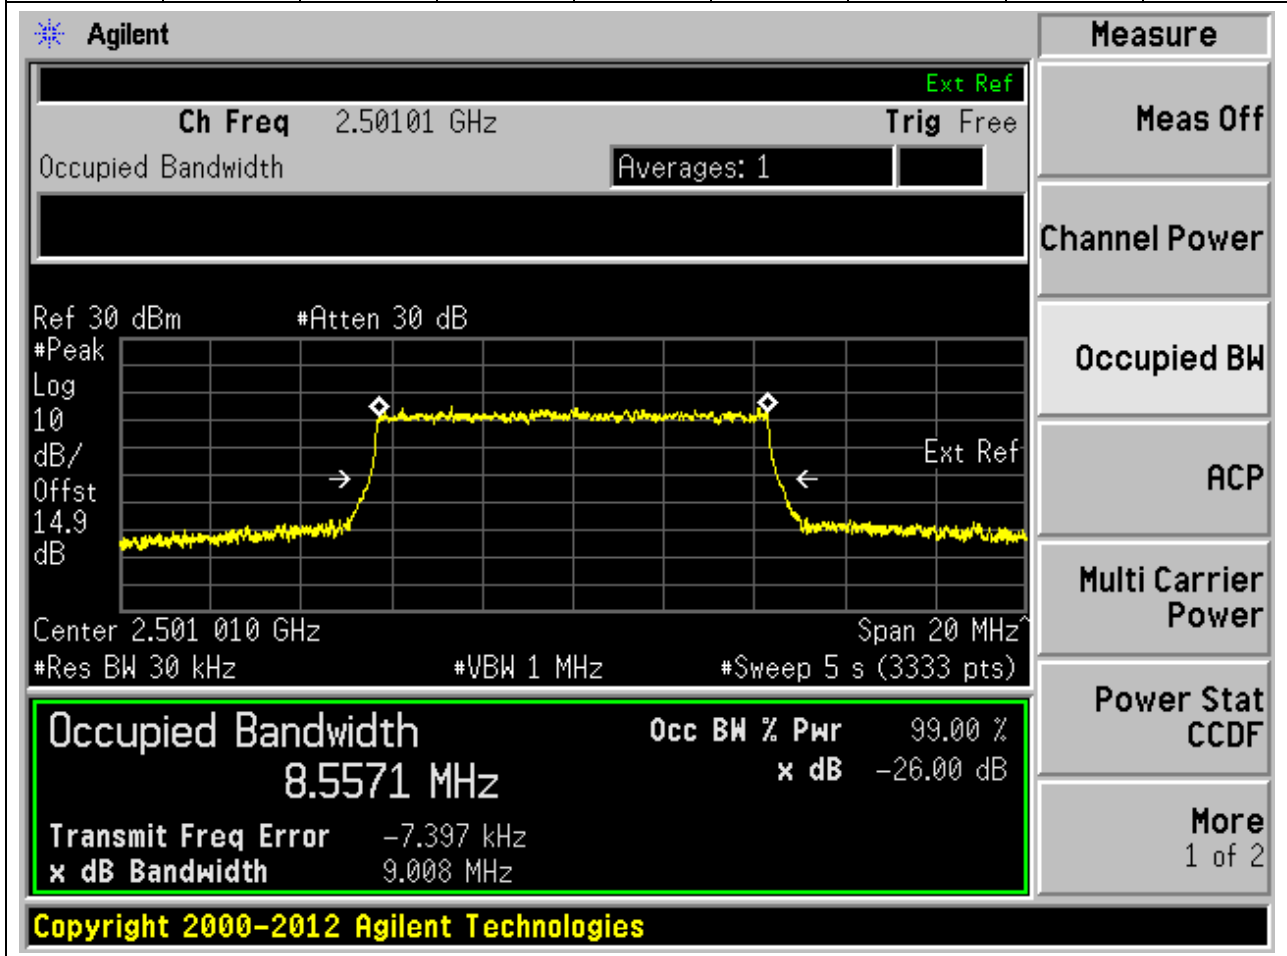 Agilent
Measure
Ext Ref
Ch Freq 2.50101 GHz Trig Free
Meas Off
Occupied Bandwidth Averages: 1
Channel Power
Ref 30 dBm #Atten 30 dB
#Peak
Log
10
dB/
Offst
14.9
dB
Ext Ref
Occupied BW
ACP
Center 2.501 010 GHz Span 20 MHz^
#Res BW 30 kHz #VBW 1 MHz #Sweep 5 s (3333 pts)
Multi Carrier
Power
Occupied Bandwidth Occ BW % Pwr 99.00 %
8.5571 MHz x dB -26.00 dB
Transmit Freq Error -7.397 kHz
x dB Bandwidth 9.008 MHz
Power Stat
CCDF
More
1 of 2
Copyright 2000-2012 Agilent Technologies